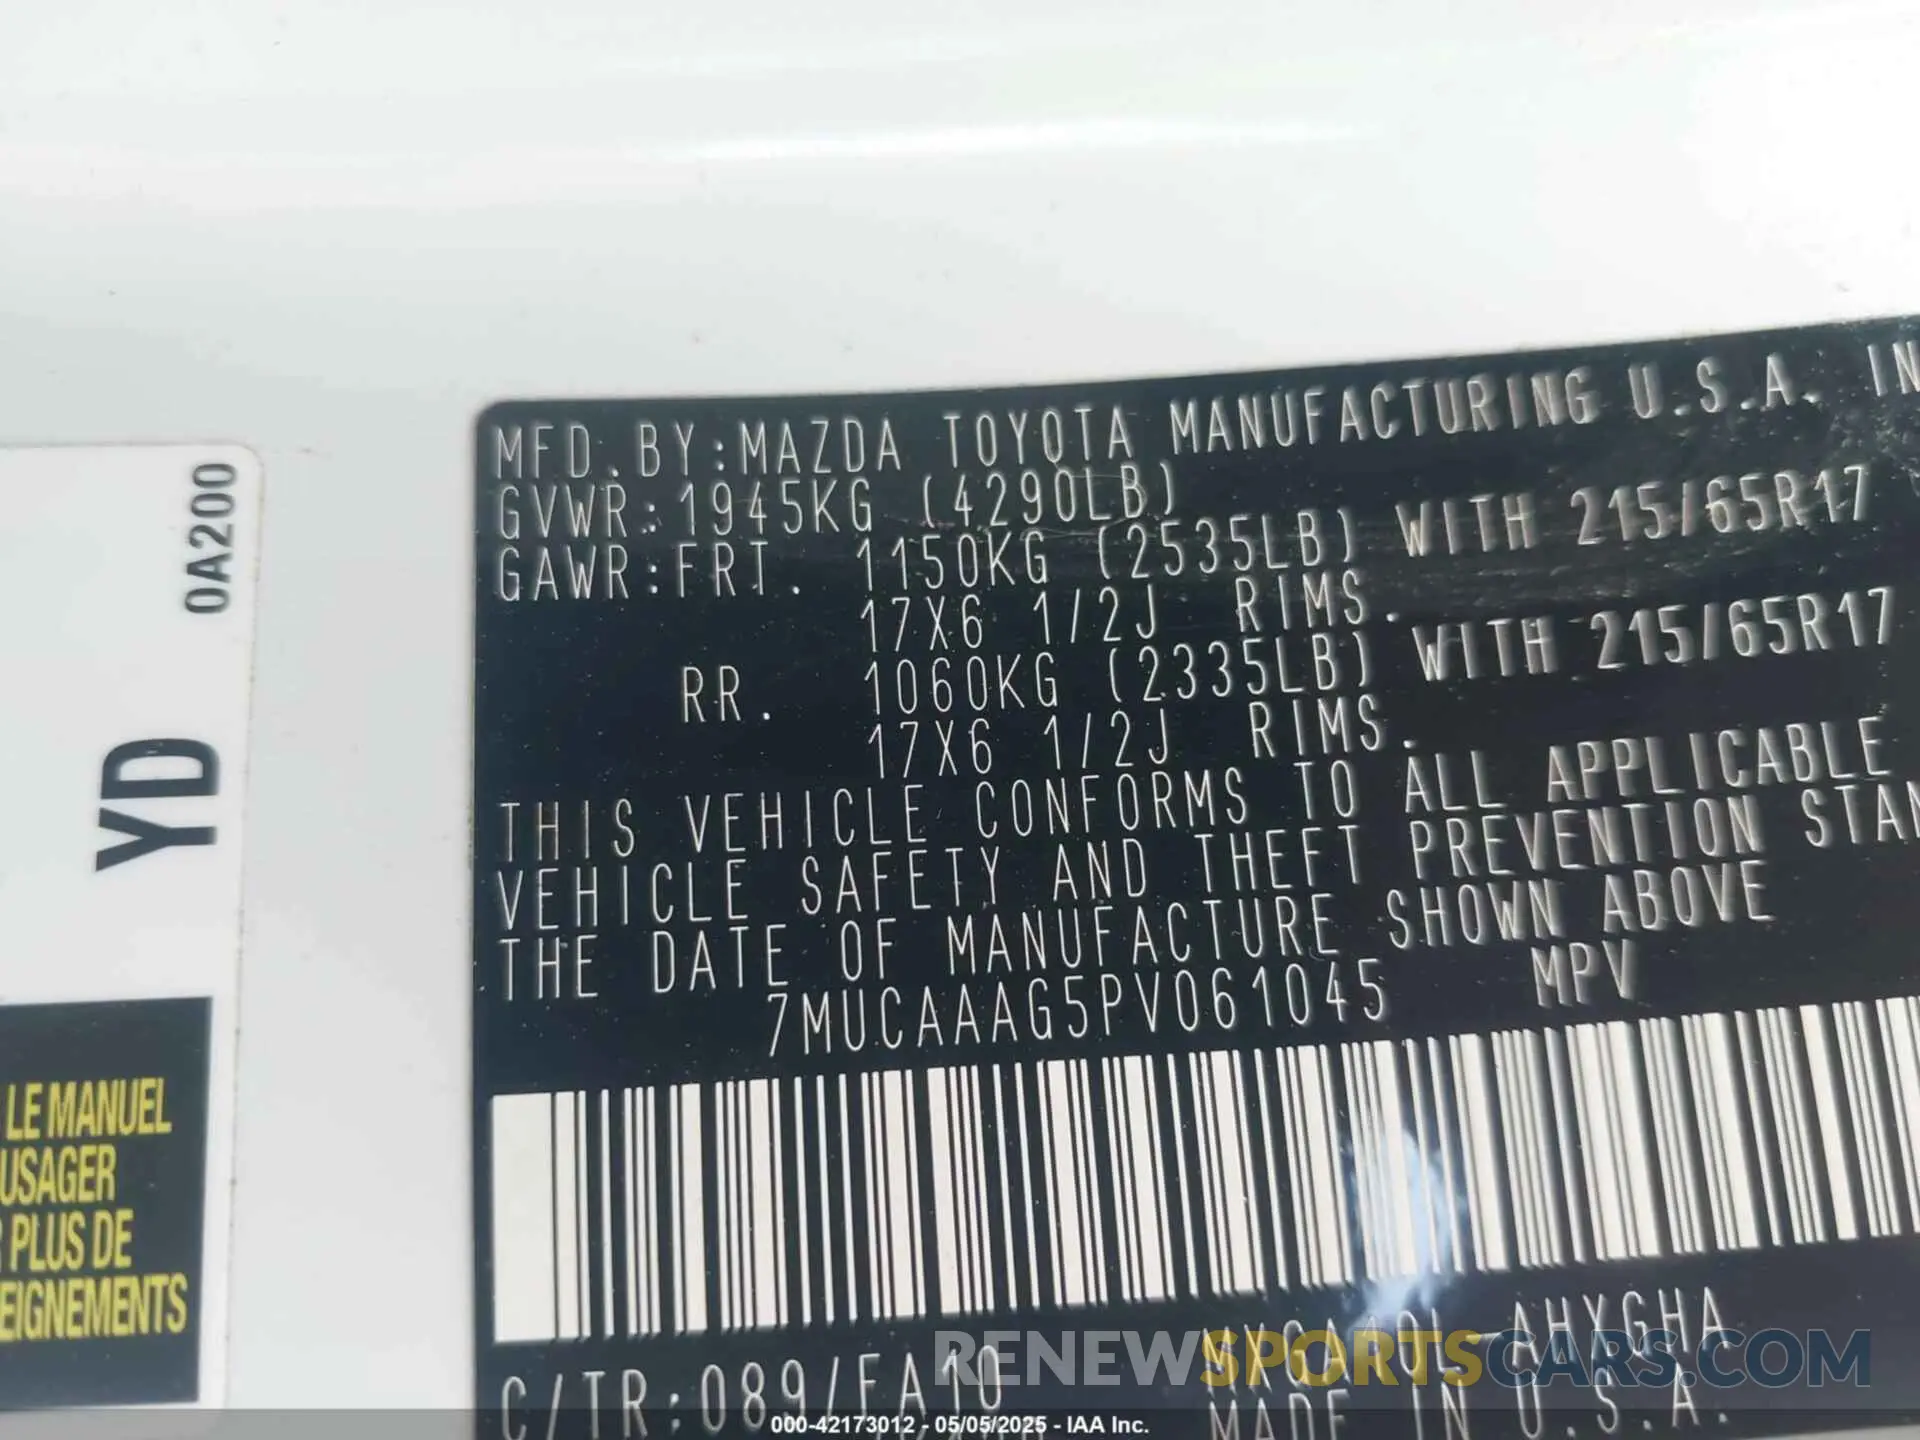 0A200
YD
LE MANUEL
USAGER
PLUS DE
EIGNEMENTS
MFD.BY:MAZDA TOYOTA MANUFACTURING U.S.A. IN
GVWR:1945KG (4290LB)
GAWR:FRT. 1150KG (2535LB) WITH 215/65R17
17X6 1/2J RIMS.
RR. 1060KG (2335LB) WITH 215/65R17
17X6 1/2J RIMS.
THIS VEHICLE CONFORMS TO ALL APPLICABLE
VEHICLE SAFETY AND THEFT PREVENTION STAN
THE DATE OF MANUFACTURE SHOWN ABOVE
7MUCAAAG5PV061045 MPV
C/TR:089/FA10 MXGA10L-AHXGHA
MADE IN U.S.A.
RENEWSPORTSCARS.COM
000-42173012 - 05/05/2025 - IAA Inc.